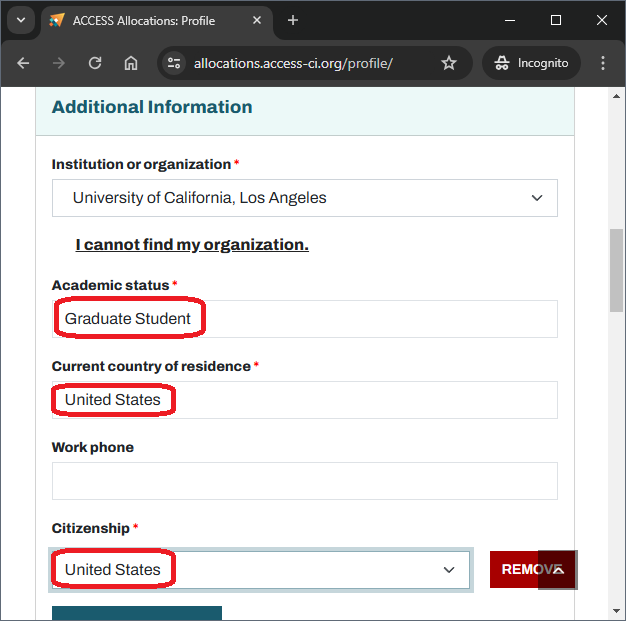 ACCESS Allocations: Profile
allocations.access-ci.org/profile/
Incognito
Additional Information
Institution or organization *
University of California, Los Angeles
I cannot find my organization.
Academic status *
Graduate Student
Current country of residence *
United States
Work phone
Citizenship *
United States
REMOVE